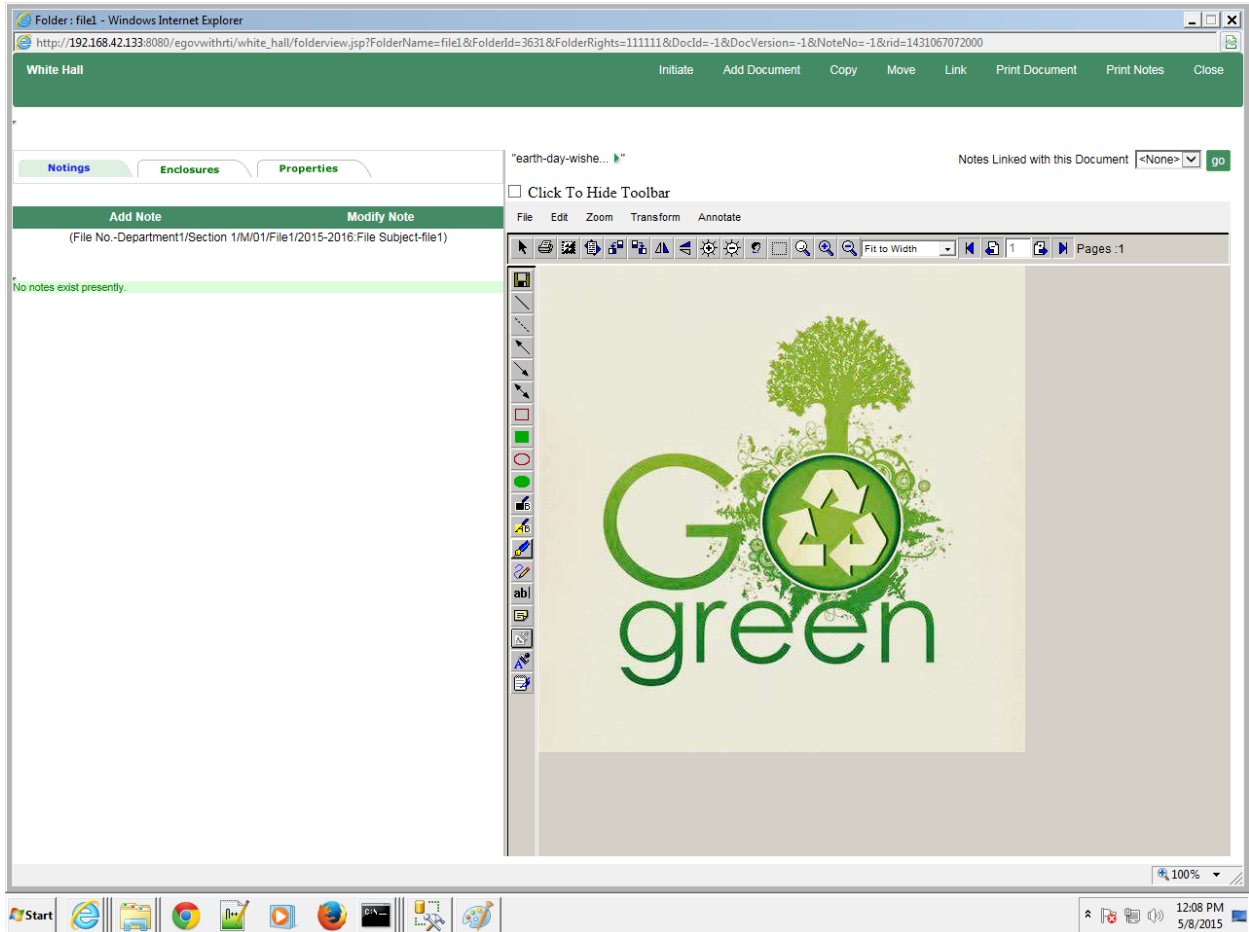 Folder : file1 - Windows Internet Explorer
http://192.168.42.133:8080/egovwithrti/white_hall/folderview.jsp?FolderName=file1&FolderId=3631&FolderRights=111111&DocId=-1&DocVersion=-1&NoteNo=-1&rid=1431067072000
White Hall Initiate Add Document Copy Move Link Print Document Print Notes Close
Notings Enclosures Properties
"earth-day-wishe... " Notes Linked with this Document <None> go
Click To Hide Toolbar
Add Note Modify Note
File Edit Zoom Transform Annotate
(File No.-Department1/Section 1/M/01/File1/2015-2016:File Subject-file1)
Fit to Width 1 Pages :1
No notes exist presently.
GO
green
ab
100%
Start
12:08 PM
5/8/2015